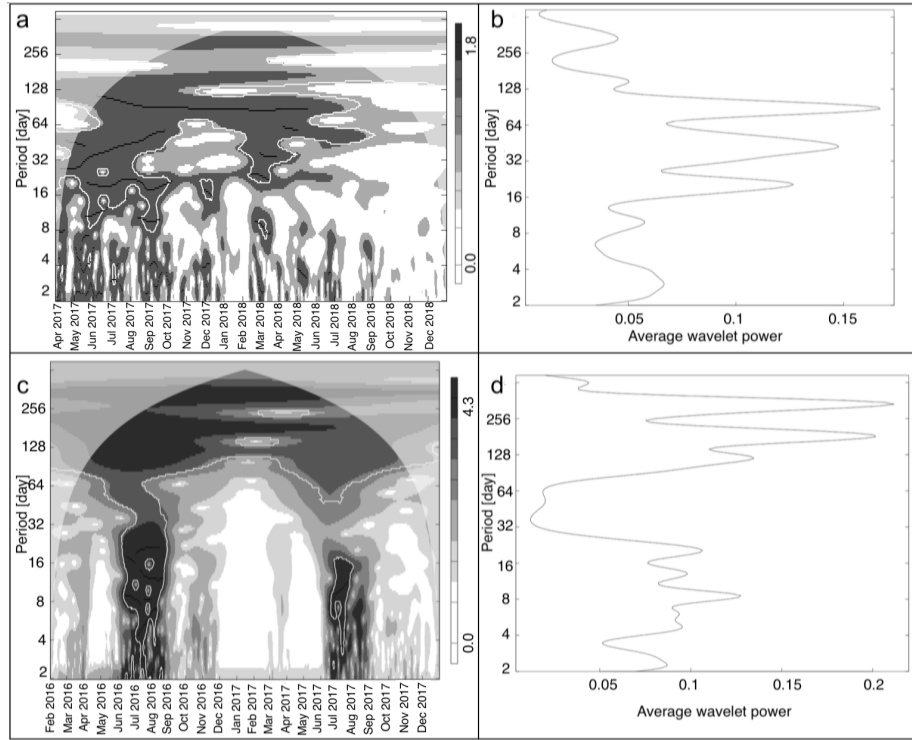 a
Period [day]
256
128
64
32
16
8
4
2
Apr 2017
May 2017
Jun 2017
Jul 2017
Aug 2017
Sep 2017
Oct 2017
Nov 2017
Dec 2017
Jan 2018
Feb 2018
Mar 2018
Apr 2018
May 2018
Jun 2018
Jul 2018
Aug 2018
Sep 2018
Oct 2018
Nov 2018
Dec 2018
1.8
0.0
b
Period [day]
256
128
64
32
16
8
4
2
0.05
0.1
0.15
Average wavelet power
c
Period [day]
256
128
64
32
16
8
4
2
Feb 2016
Mar 2016
Apr 2016
May 2016
Jun 2016
Jul 2016
Aug 2016
Sep 2016
Oct 2016
Nov 2016
Dec 2016
Jan 2017
Feb 2017
Mar 2017
Apr 2017
May 2017
Jun 2017
Jul 2017
Aug 2017
Sep 2017
Oct 2017
Nov 2017
Dec 2017
4.3
0.0
d
Period [day]
256
128
64
32
16
8
4
2
0.05
0.1
0.15
0.2
Average wavelet power